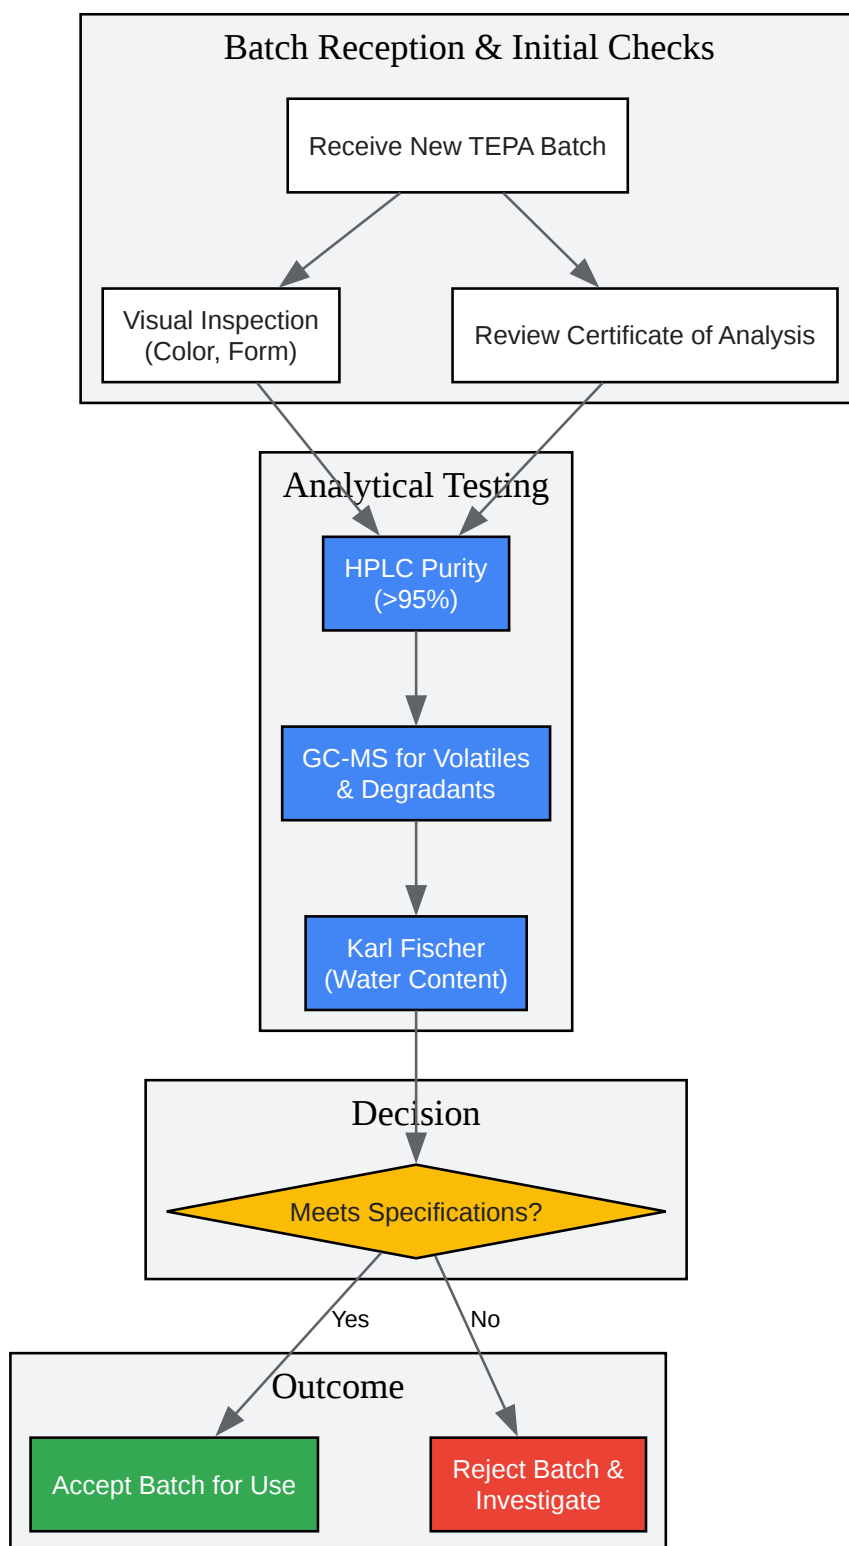 Batch Reception & Initial Checks
Receive New TEPA Batch
Visual Inspection
(Color, Form)
Review Certificate of Analysis
Analytical Testing
HPLC Purity
(>95%)
GC-MS for Volatiles
& Degradants
Karl Fischer
(Water Content)
Decision
Meets Specifications?
Yes
No
Outcome
Accept Batch for Use
Reject Batch &
Investigate